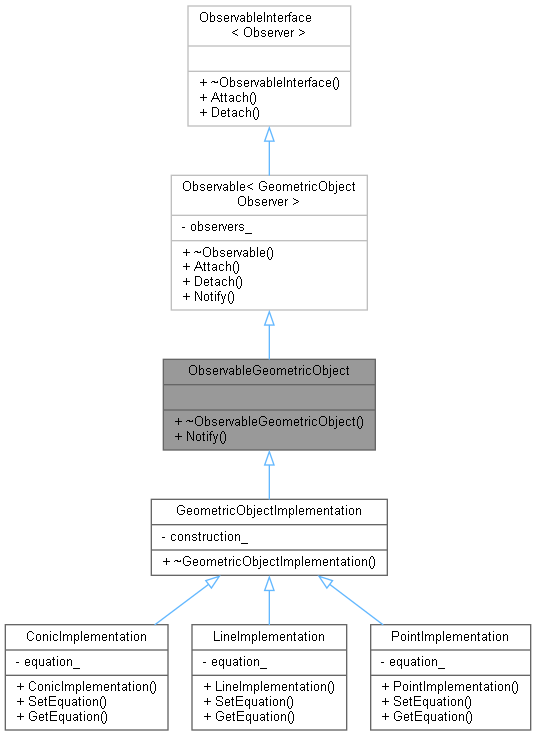 ObservableInterface
< Observer >
+ ~ObservableInterface()
+ Attach()
+ Detach()
Observable< GeometricObject
Observer >
- observers_
+ ~Observable()
+ Attach()
+ Detach()
+ Notify()
ObservableGeometricObject
+ ~ObservableGeometricObject()
+ Notify()
GeometricObjectImplementation
- construction_
+ ~GeometricObjectImplementation()
ConicImplementation
- equation_
+ ConicImplementation()
+ SetEquation()
+ GetEquation()
LineImplementation
- equation_
+ LineImplementation()
+ SetEquation()
+ GetEquation()
PointImplementation
- equation_
+ PointImplementation()
+ SetEquation()
+ GetEquation()